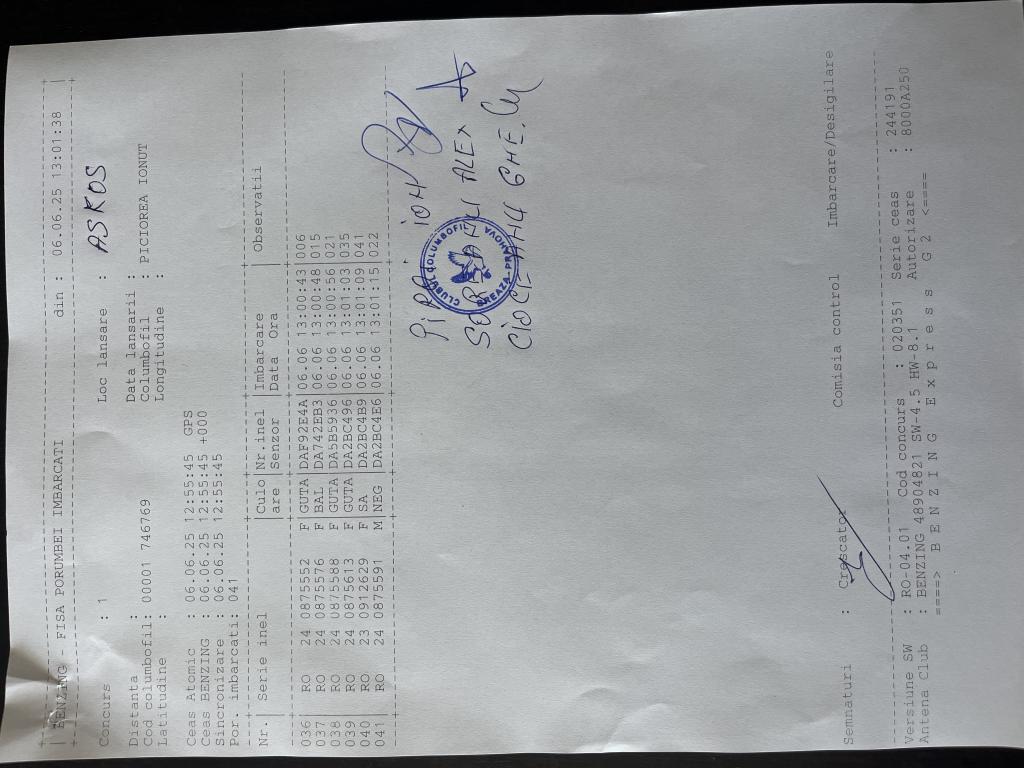 BENZING - FISA PORUMBEI IMBARCATI din : 06.06.25 13:01:38
Concurs : 1 Loc lansare : ASKOS
Distanta : Data lansarii :
Cod columbofil: 00001 746769 Columbofil : PICIOREA IONUT
Latitudine : Longitudine :
Ceas Atomic : 06.06.25 12:55:45 GPS
Ceas BENZING : 06.06.25 12:55:45 +000
Sincronizare : 06.06.25 12:55:45
Por. imbarcati: 041
Nr.| Serie inel |Culo|Nr.inel |Imbarcare | Observatii
|are |Senzor |Data Ora |
036| RO 24 0875552 F|GUTA|DAF92E4A|06.06 13:00:43|006
037| RO 24 0875576 F|BAL |DA742EB3|06.06 13:00:48|015
038| RO 24 0875588 F|GUTA|DA5B5936|06.06 13:00:56|021
039| RO 24 0875613 F|GUTA|DA2BC496|06.06 13:01:03|035
040| RO 23 0912629 F|SA |DA2BC4B9|06.06 13:01:09|041
041| RO 24 0875591 M|NEG |DA2BC4E6|06.06 13:01:15|022
ION
CLUBUL COLUMBOFIL
BREAZA-PRAHOVA
ALEX
GHE.
Semnaturi : Crescator Comisia control Imbarcare/Desigilare
Versiune SW : RO-04.01 Cod concurs : 020351 Serie ceas : 244191
Antena Club : BENZING 48904821 SW-4.5 HW-8.1 Autorizare : 8000A250
====> B E N Z I N G E x p r e s s G 2 <====